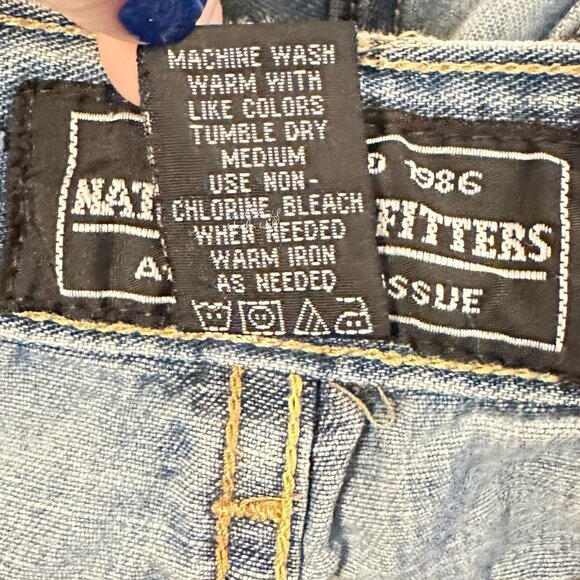 MACHINE WASH
WARM WITH
LIKE COLORS
TUMBLE DRY
MEDIUM
USE NON-
CHLORINE BLEACH
WHEN NEEDED
WARM IRON
AS NEEDED
1986
NAT FITTERS
A SSUE